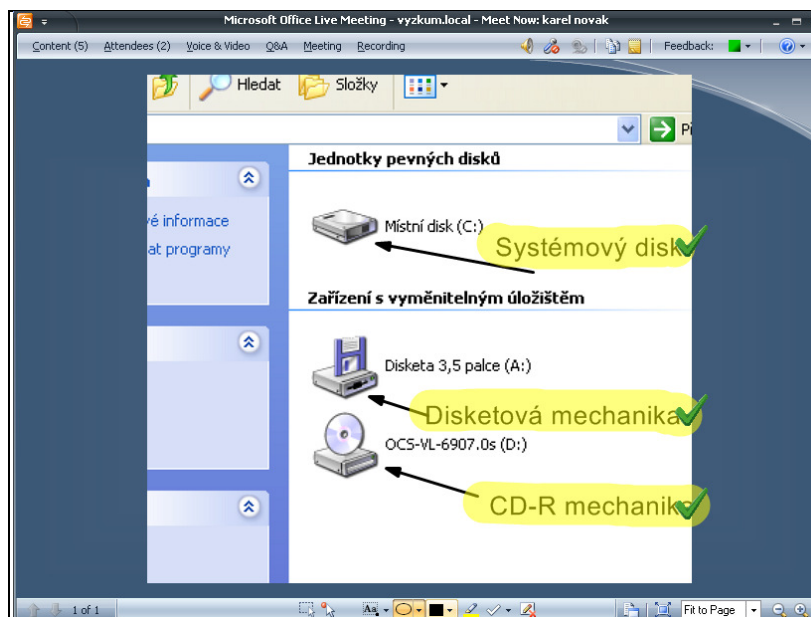 Microsoft Office Live Meeting - vyzkum.local - Meet Now: karel novak
Content (5) Attendees (2) Voice & Video Q&A Meeting Recording Feedback:
Hledat Složky
Jednotky pevných disků
vé informace
Místní disk (C:)
at programy
Systémový disk
Zařízení s vyměnitelným úložištěm
Disketa 3,5 palce (A:)
Disketová mechanika
OCS-VL-6907.0s (D:)
CD-R mechanika
1 of 1 Aa Fit to Page